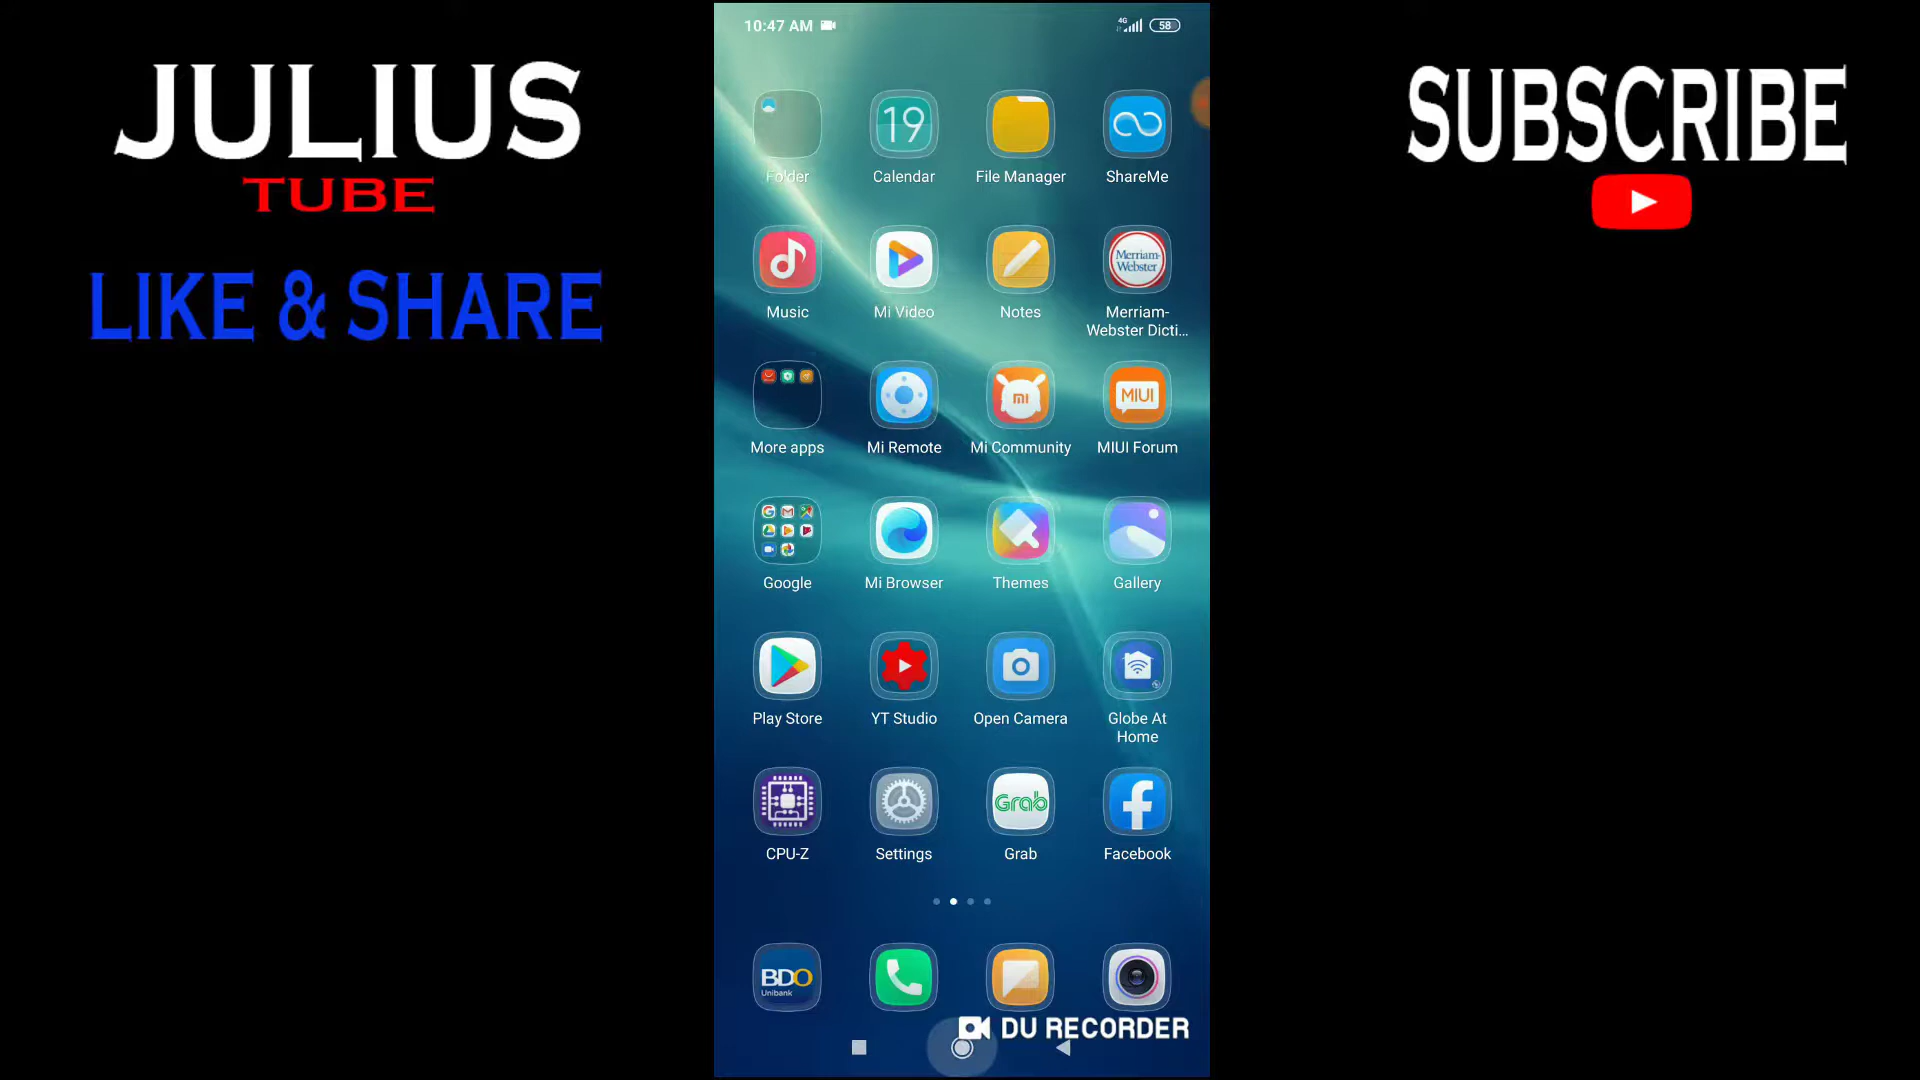 JULIUS
TUBE
LIKE & SHARE
SUBSCRIBE
10:47 AM
4G
58
19
Folder
Calendar
File Manager
ShareMe
Merriam-
Webster
Music
Mi Video
Notes
Merriam-
Webster Dicti...
mi
MIUI
More apps
Mi Remote
Mi Community
MIUI Forum
Google
Mi Browser
Themes
Gallery
Play Store
YT Studio
Open Camera
Globe At
Home
Grab
CPU-Z
Settings
Grab
Facebook
BDO
Unibank
DU RECORDER